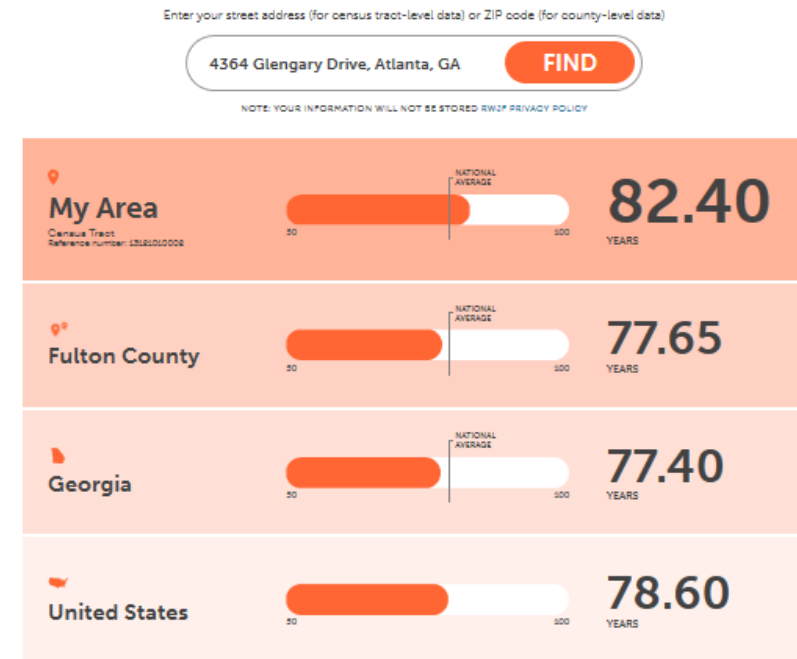 Enter your street address (for census tract-level data) or ZIP code (for county-level data)
4364 Glengary Drive, Atlanta, GA
FIND
NOTE: YOUR INFORMATION WILL NOT BE STORED RWJF PRIVACY POLICY
My Area
Census Tract
Reference number:
NATIONAL
AVERAGE
50
100
82.40
YEARS
Fulton County
NATIONAL
AVERAGE
50
100
77.65
YEARS
Georgia
NATIONAL
AVERAGE
50
100
77.40
YEARS
United States
50
100
78.60
YEARS